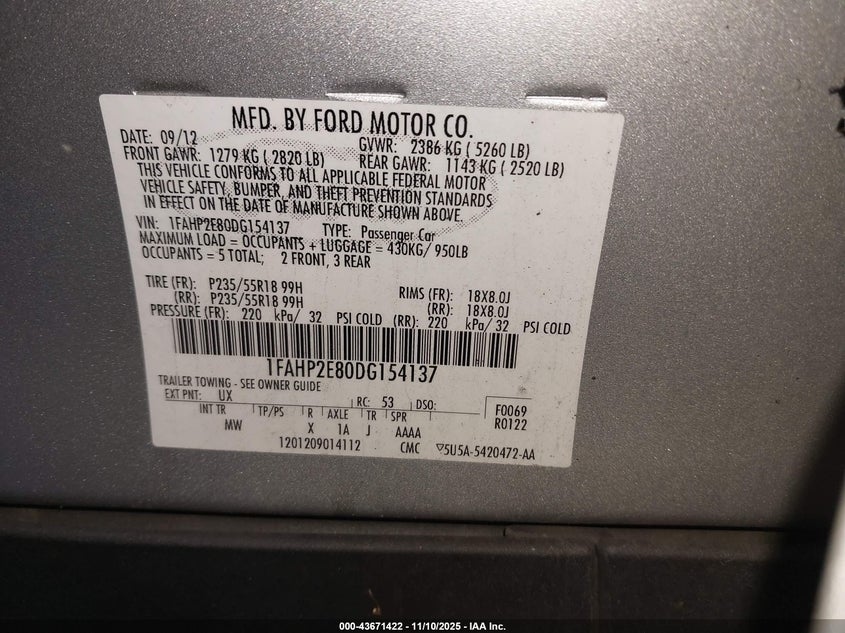 MFD. BY FORD MOTOR CO.
DATE: 09/12 GVWR: 2386 KG ( 5260 LB)
FRONT GAWR: 1279 KG ( 2820 LB) REAR GAWR: 1143 KG ( 2520 LB)
THIS VEHICLE CONFORMS TO ALL APPLICABLE FEDERAL MOTOR
VEHICLE SAFETY, BUMPER, AND THEFT PREVENTION STANDARDS
IN EFFECT ON THE DATE OF MANUFACTURE SHOWN ABOVE.
VIN: 1FAHP2E80DG154137 TYPE: Passenger Car
MAXIMUM LOAD = OCCUPANTS + LUGGAGE = 430KG/ 950LB
OCCUPANTS = 5 TOTAL; 2 FRONT, 3 REAR
TIRE (FR): P235/55R18 99H RIMS (FR): 18X8.0J
(RR): P235/55R18 99H (RR): 18X8.0J
PRESSURE (FR): 220 kPa/ 32 PSI COLD (RR): 220 kPa/ 32 PSI COLD
1FAHP2E80DG154137
TRAILER TOWING - SEE OWNER GUIDE
EXT PNT: UX RC: 53 DSO: F0069
INT TR TP/PS R AXLE TR SPR R0122
MW X 1A J AAAA
1201209014112 CMC ▽5U5A-5420472-AA
000-43671422 - 11/10/2025 - IAA Inc.